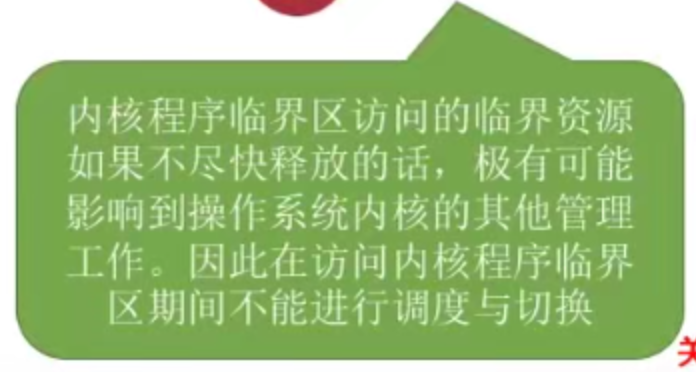 内核程序临界区访问的临界资源
如果不尽快释放的话，极有可能
影响到操作系统内核的其他管理
工作。因此在访问内核程序临界
区期间不能进行调度与切换